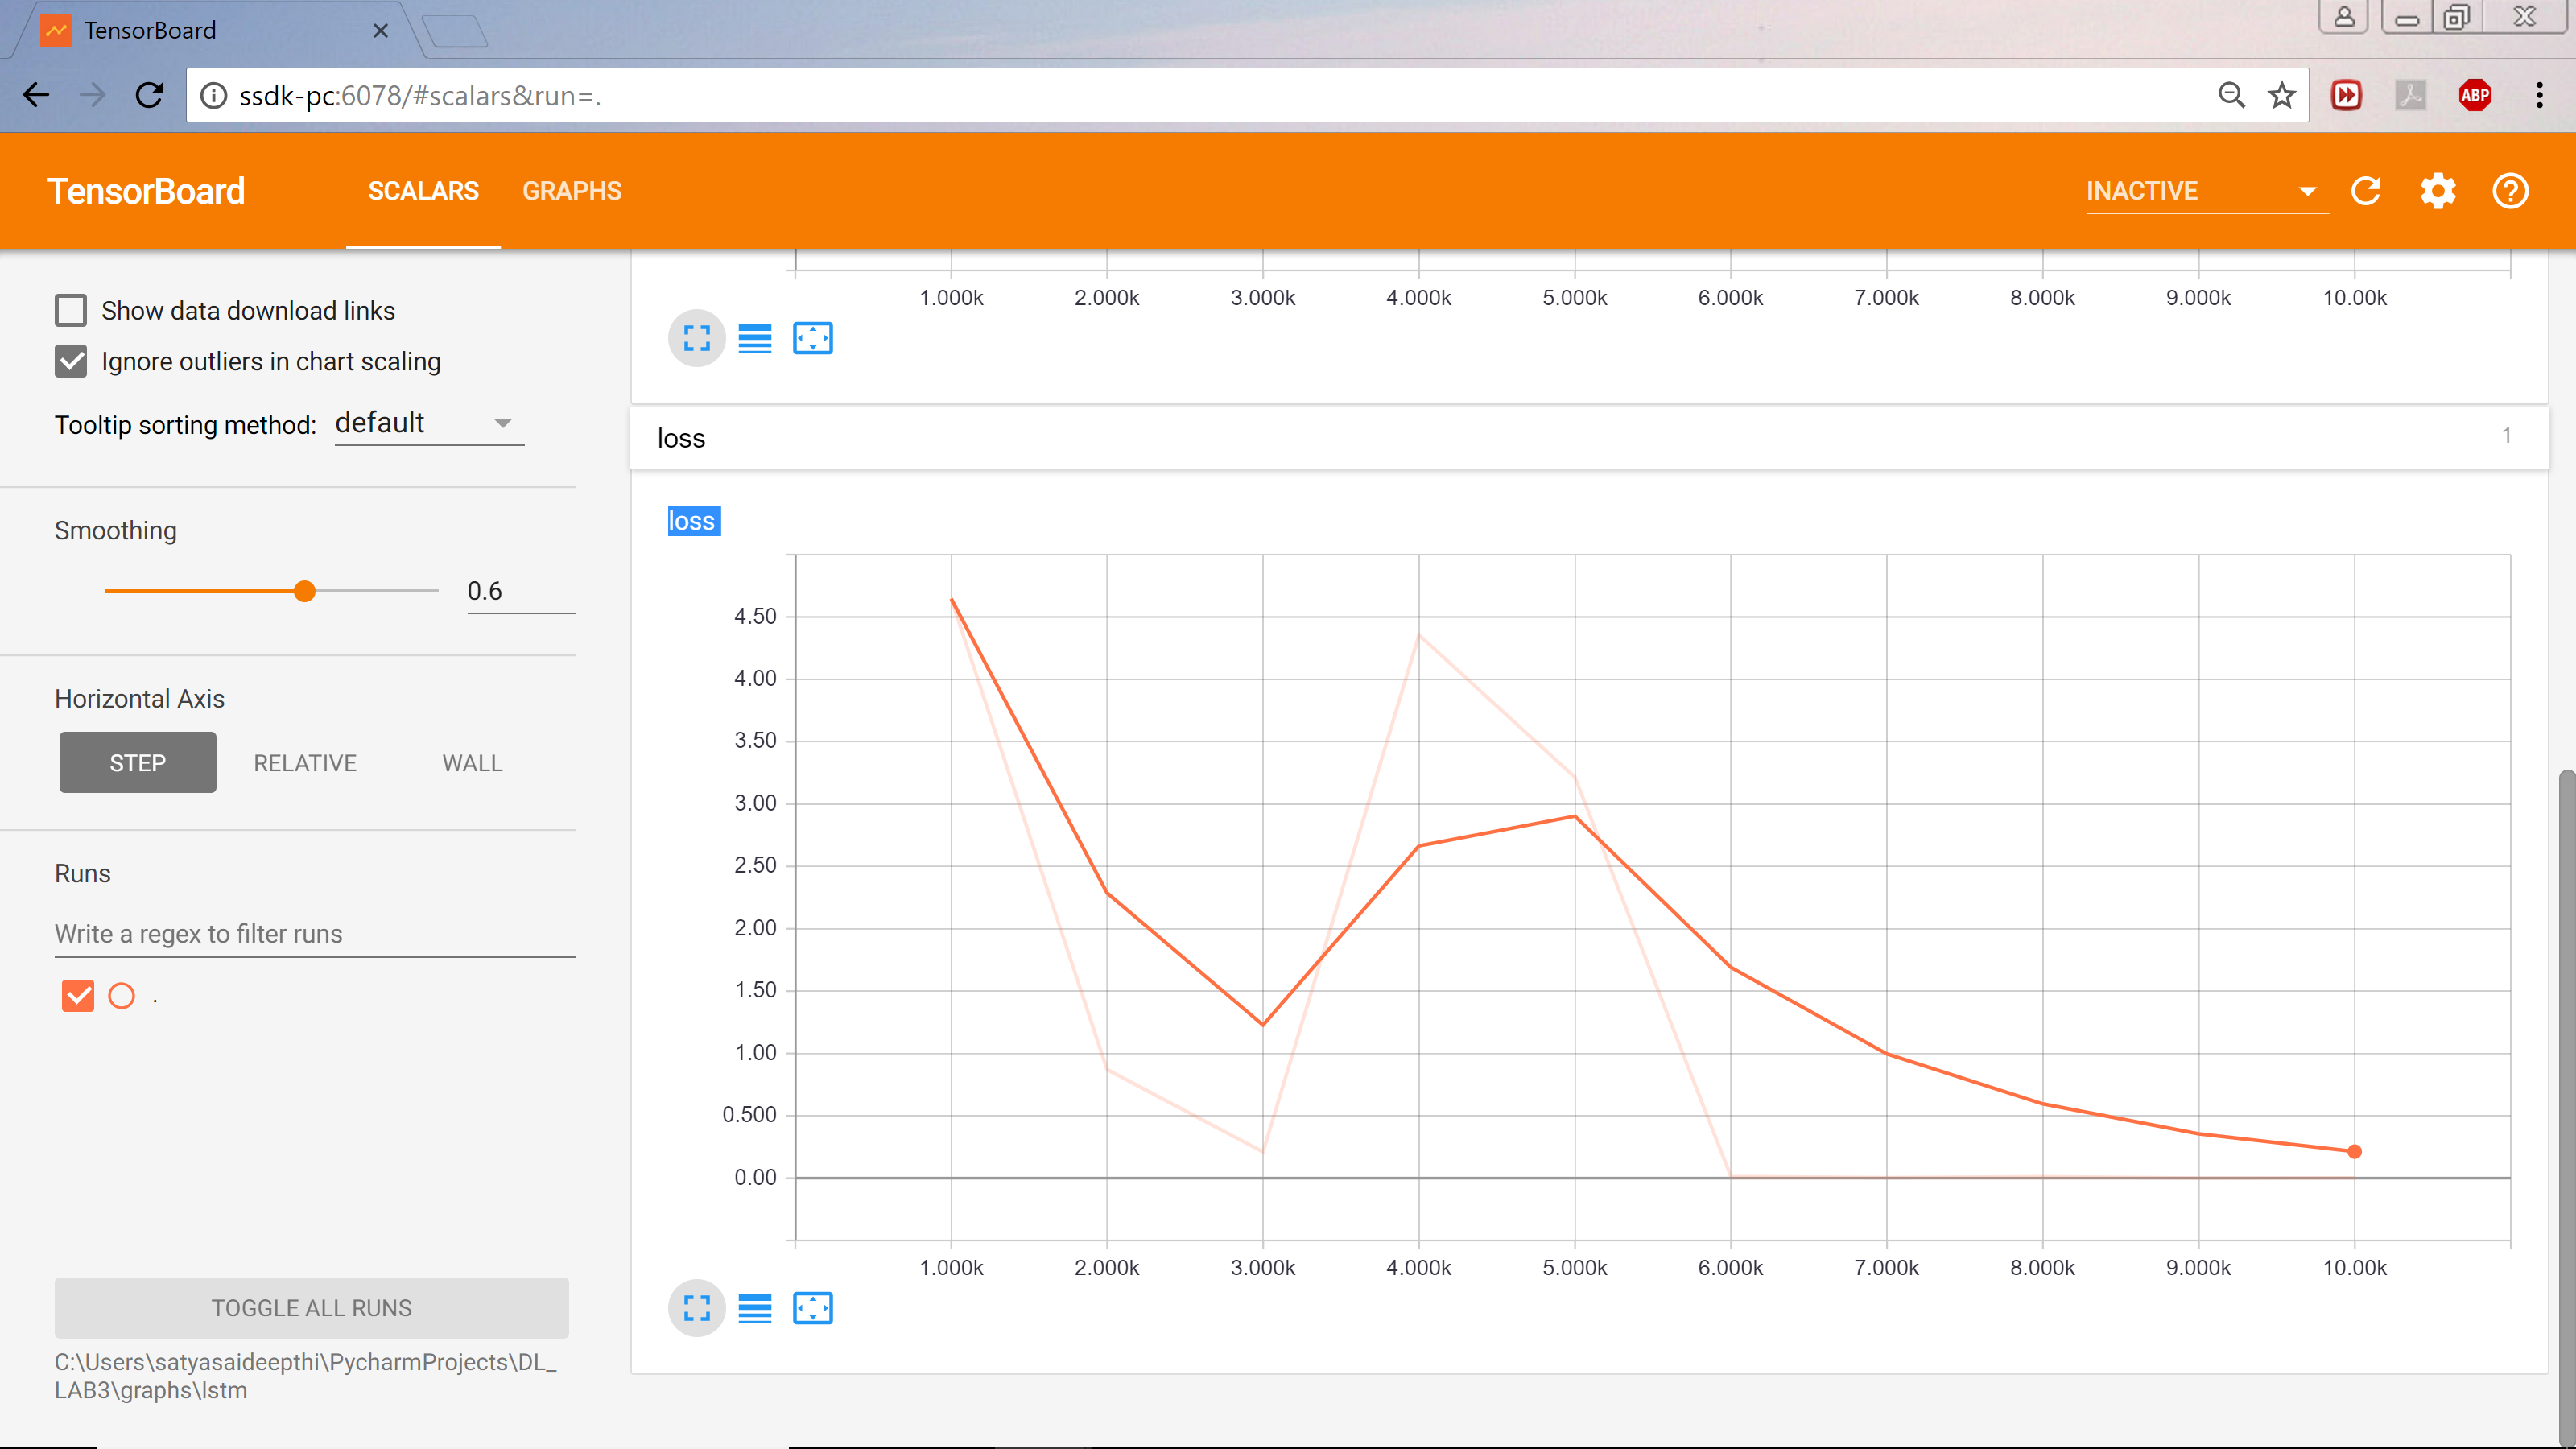 TensorBoard
ssdk-pc:6078/#scalars&run=.
ABP
TensorBoard SCALARS GRAPHS INACTIVE
Show data download links
Ignore outliers in chart scaling
Tooltip sorting method: default
Smoothing
0.6
Horizontal Axis
STEP RELATIVE WALL
Runs
Write a regex to filter runs
.
TOGGLE ALL RUNS
C:\Users\satyasaideepthi\PycharmProjects\DL_
LAB3\graphs\lstm
1.000k 2.000k 3.000k 4.000k 5.000k 6.000k 7.000k 8.000k 9.000k 10.00k
loss 1
loss
4.50
4.00
3.50
3.00
2.50
2.00
1.50
1.00
0.500
0.00
1.000k 2.000k 3.000k 4.000k 5.000k 6.000k 7.000k 8.000k 9.000k 10.00k